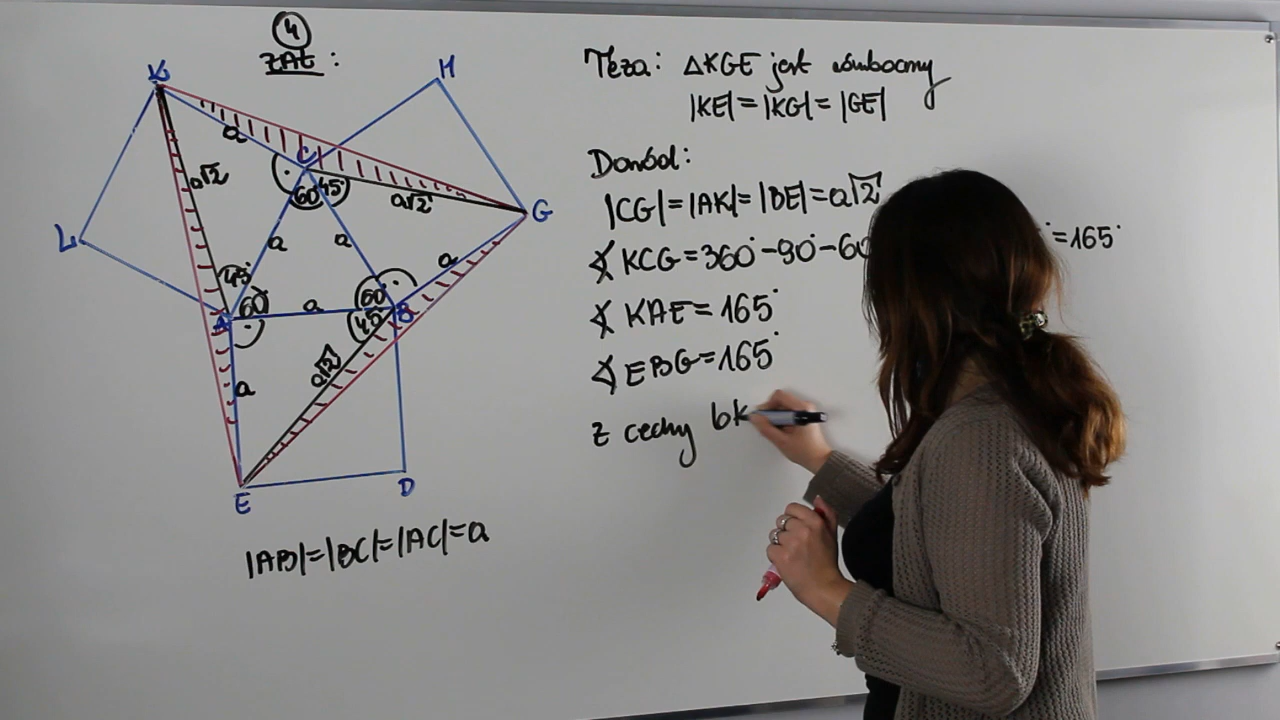 4
ZAŁ:
K
H
a
C
60°
45°
a√2
a√2
G
L
a
a
a
45°
60°
60°
A
a
B
45°
a√2
a
E
D
|AB|=|BC|=|AC|=a
Teza: ΔKGE jest równoboczny
|KE|=|KG|=|GE|
Dowód:
|CG|=|AK|=|BE|=a√2
∢ KCG=360°-90°-60 °=165°
∢ KAE=165°
∢ EBG=165°
z cechy bk